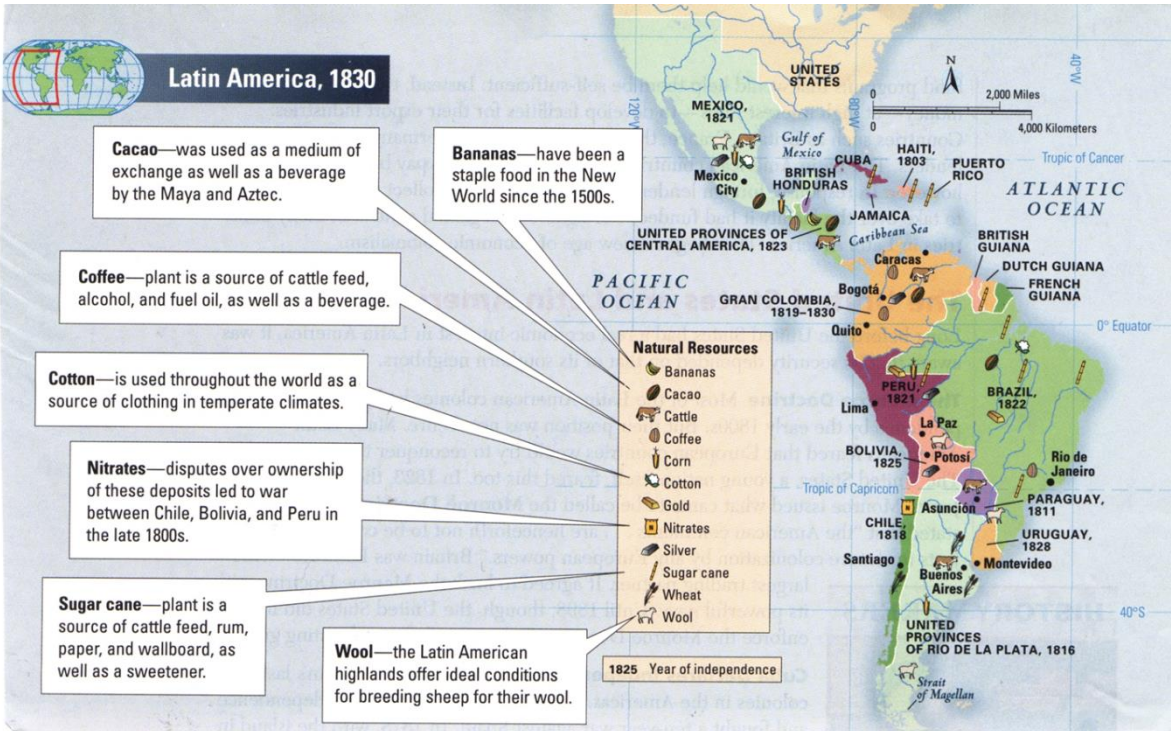 Latin America, 1830
Cacao—was used as a medium of
exchange as well as a beverage
by the Maya and Aztec.
Bananas—have been a
staple food in the New
World since the 1500s.
Coffee—plant is a source of cattle feed,
alcohol, and fuel oil, as well as a beverage.
Cotton—is used throughout the world as a
source of clothing in temperate climates.
Nitrates—disputes over ownership
of these deposits led to war
between Chile, Bolivia, and Peru in
the late 1800s.
Sugar cane—plant is a
source of cattle feed, rum,
paper, and wallboard, as
well as a sweetener.
Wool—the Latin American
highlands offer ideal conditions
for breeding sheep for their wool.
Natural Resources
Bananas
Cacao
Cattle
Coffee
Corn
Cotton
Gold
Nitrates
Silver
Sugar cane
Wheat
Wool
1825 Year of independence
N
0
2,000 Miles
0
4,000 Kilometers
120°W
80°W
40°W
UNITED
STATES
MEXICO,
1821
Gulf of
Mexico
Mexico
City
CUBA
HAITI,
1803
PUERTO
RICO
Tropic of Cancer
BRITISH
HONDURAS
JAMAICA
ATLANTIC
OCEAN
UNITED PROVINCES OF
CENTRAL AMERICA, 1823
Caribbean Sea
BRITISH
GUIANA
DUTCH GUIANA
FRENCH
GUIANA
Caracas
Bogotá
PACIFIC
OCEAN
GRAN COLOMBIA,
1819–1830
Quito
0° Equator
PERU
1821
Lima
BRAZIL,
1822
La Paz
BOLIVIA,
1825
Potosí
Rio de
Janeiro
Tropic of Capricorn
Asunción
PARAGUAY,
1811
CHILE,
1818
URUGUAY,
1828
Santiago
Buenos
Aires
Montevideo
40°S
UNITED
PROVINCES
OF RIO DE LA PLATA, 1816
Strait
of Magellan